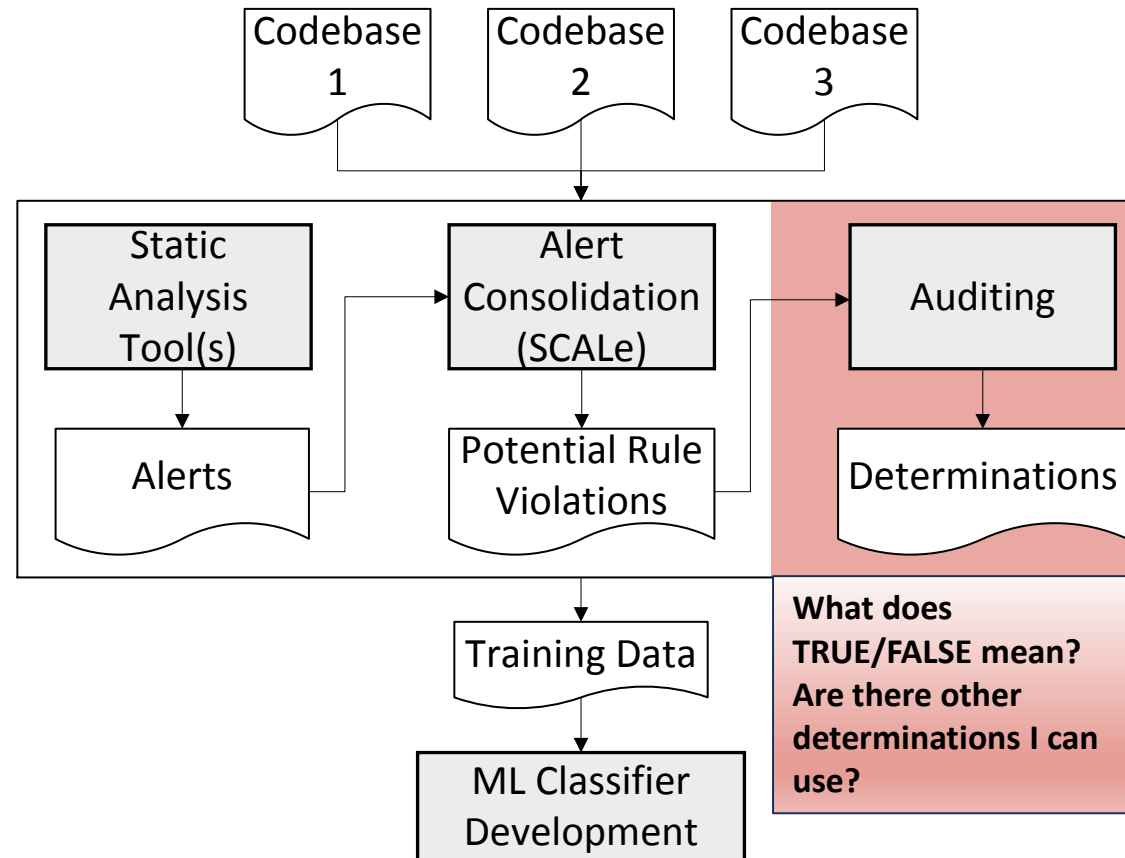 Codebase
1
Codebase
2
Codebase
3
Static
Analysis
Tool(s)
Alert
Consolidation
(SCALe)
Auditing
Alerts
Potential Rule
Violations
Determinations
Training Data
What does
TRUE/FALSE mean?
Are there other
determinations I can
use?
ML Classifier
Development